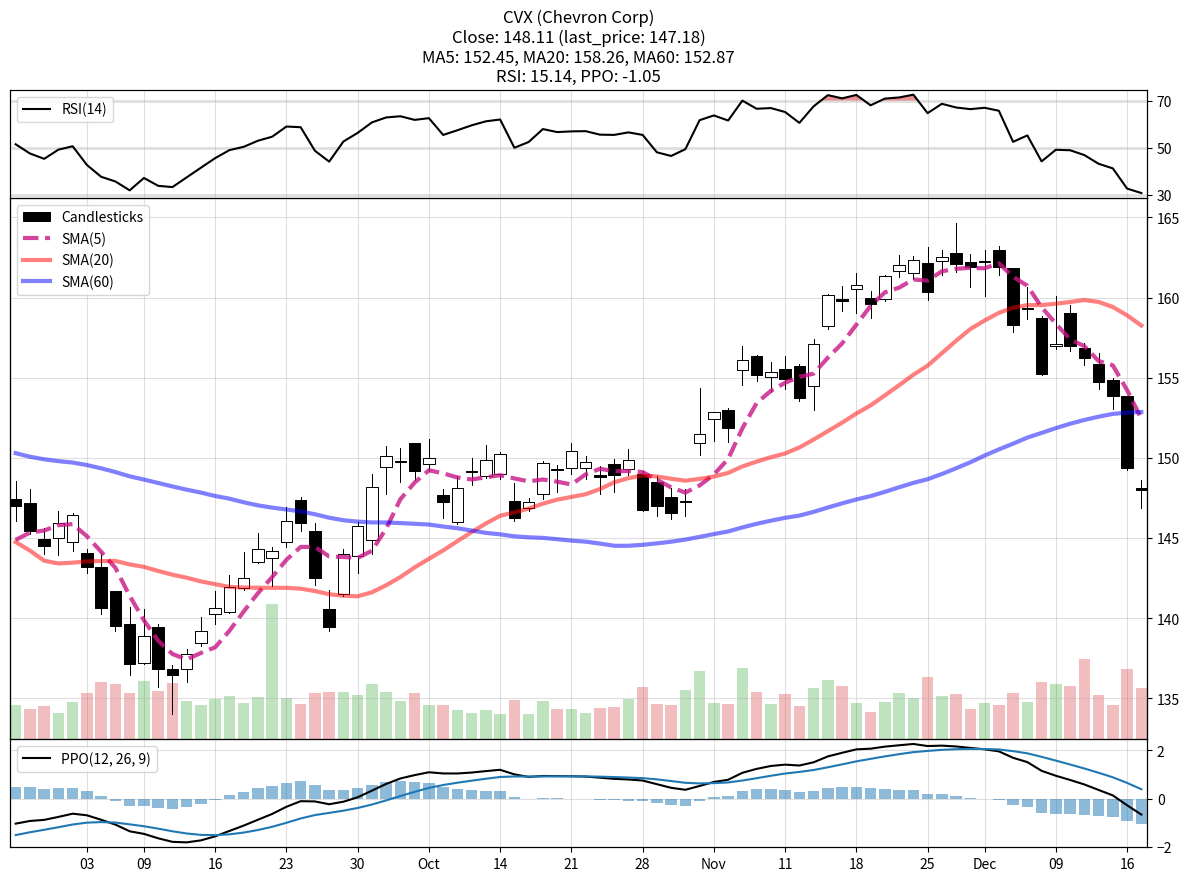 CVX (Chevron Corp)
Close: 148.11 (last_price: 147.18)
MA5: 152.45, MA20: 158.26, MA60: 152.87
RSI: 15.14, PPO: -1.05
RSI(14)
70
50
30
Candlesticks
SMA(5)
SMA(20)
SMA(60)
165
160
155
150
145
140
135
PPO(12, 26, 9)
2
0
−2
03 09 16 23 30 Oct 14 21 28 Nov 11 18 25 Dec 09 16